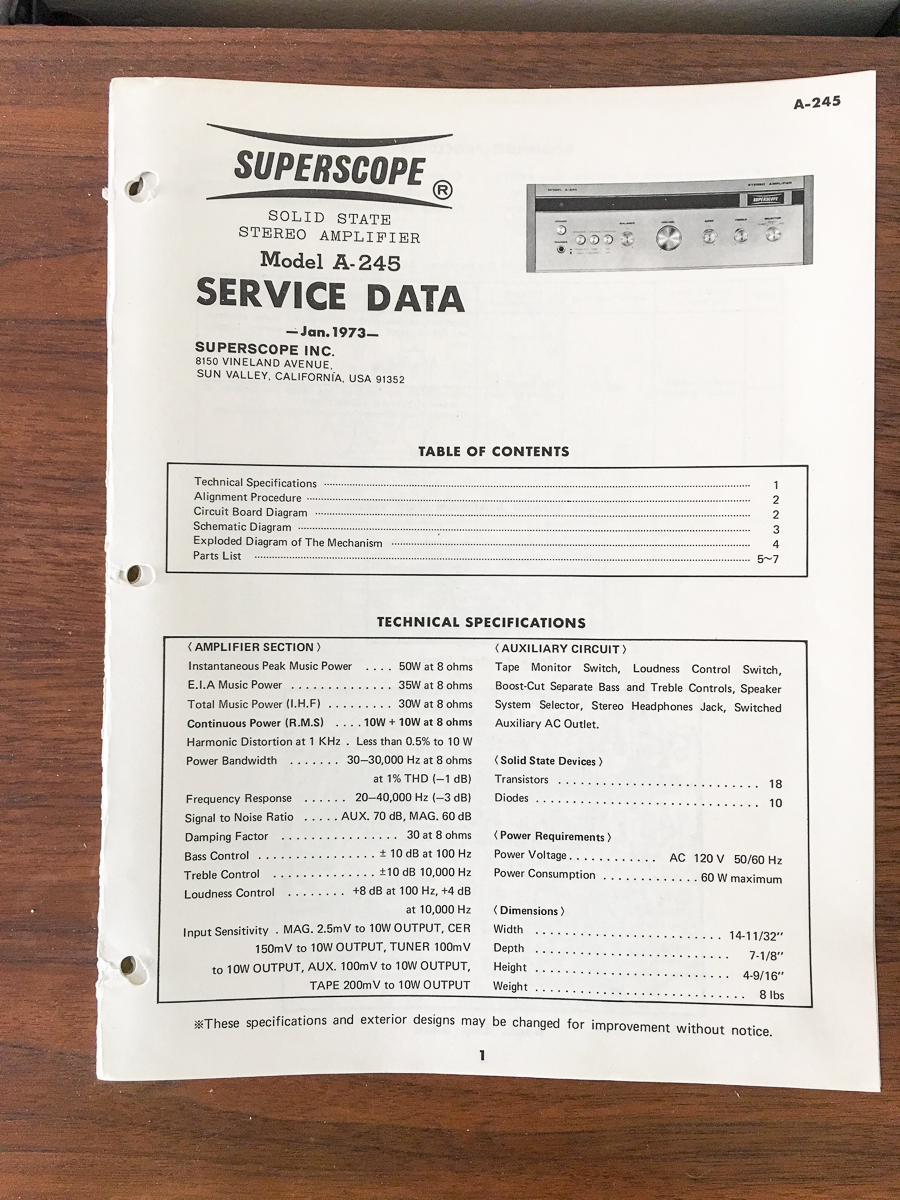 A-245
SUPERSCOPE ®
SOLID STATE
STEREO AMPLIFIER
Model A-245
SERVICE DATA
—Jan.1973—
SUPERSCOPE INC.
8150 VINELAND AVENUE,
SUN VALLEY, CALIFORNIA, USA 91352
MODEL A-245
STEREO AMPLIFIER
SUPERSCOPE
TABLE OF CONTENTS
Technical Specifications 1
Alignment Procedure 2
Circuit Board Diagram 2
Schematic Diagram 3
Exploded Diagram of The Mechanism 4
Parts List 5~7
TECHNICAL SPECIFICATIONS
〈AMPLIFIER SECTION〉
Instantaneous Peak Music Power .... 50W at 8 ohms
E.I.A Music Power .............. 35W at 8 ohms
Total Music Power (I.H.F) ......... 30W at 8 ohms
Continuous Power (R.M.S) .... 10W + 10W at 8 ohms
Harmonic Distortion at 1 KHz . Less than 0.5% to 10 W
Power Bandwidth ....... 30–30,000 Hz at 8 ohms
at 1% THD (–1 dB)
Frequency Response ...... 20–40,000 Hz (–3 dB)
Signal to Noise Ratio ..... AUX. 70 dB, MAG. 60 dB
Damping Factor ................ 30 at 8 ohms
Bass Control ................ ± 10 dB at 100 Hz
Treble Control .............. ±10 dB 10,000 Hz
Loudness Control ........ +8 dB at 100 Hz, +4 dB
at 10,000 Hz
Input Sensitivity . MAG. 2.5mV to 10W OUTPUT, CER
150mV to 10W OUTPUT, TUNER 100mV
to 10W OUTPUT, AUX. 100mV to 10W OUTPUT,
TAPE 200mV to 10W OUTPUT
〈AUXILIARY CIRCUIT〉
Tape Monitor Switch, Loudness Control Switch,
Boost-Cut Separate Bass and Treble Controls, Speaker
System Selector, Stereo Headphones Jack, Switched
Auxiliary AC Outlet.
〈Solid State Devices〉
Transistors .......................... 18
Diodes ............................. 10
〈Power Requirements〉
Power Voltage ............ AC 120 V 50/60 Hz
Power Consumption ............. 60 W maximum
〈Dimensions〉
Width ........................ 14-11/32"
Depth ......................... 7-1/8"
Height ......................... 4-9/16"
Weight ........................... 8 lbs
※These specifications and exterior designs may be changed for improvement without notice.
1